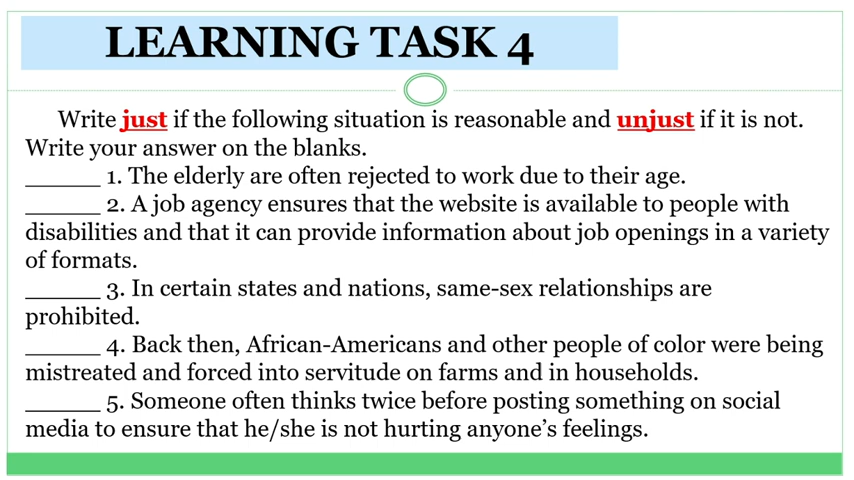 LEARNING TASK 4
Write just if the following situation is reasonable and unjust if it is not.
Write your answer on the blanks.
______ 1. The elderly are often rejected to work due to their age.
______ 2. A job agency ensures that the website is available to people with
disabilities and that it can provide information about job openings in a variety
of formats.
______ 3. In certain states and nations, same-sex relationships are
prohibited.
______ 4. Back then, African-Americans and other people of color were being
mistreated and forced into servitude on farms and in households.
______ 5. Someone often thinks twice before posting something on social
media to ensure that he/she is not hurting anyone's feelings.